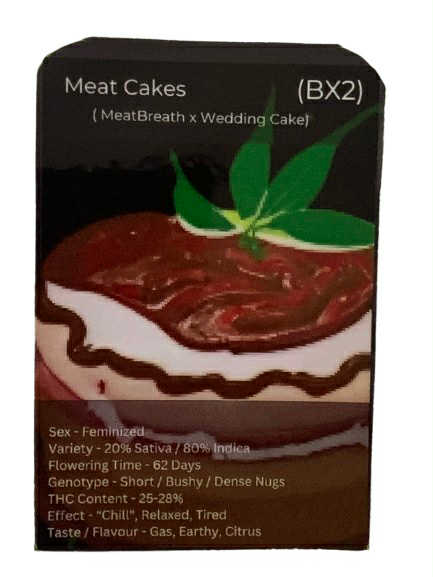 Meat Cakes (BX2)
( MeatBreath x Wedding Cake)
Sex - Feminized
Variety - 20% Sativa / 80% Indica
Flowering Time - 62 Days
Genotype - Short / Bushy / Dense Nugs
THC Content - 25-28%
Effect - "Chill", Relaxed, Tired
Taste / Flavour - Gas, Earthy, Citrus